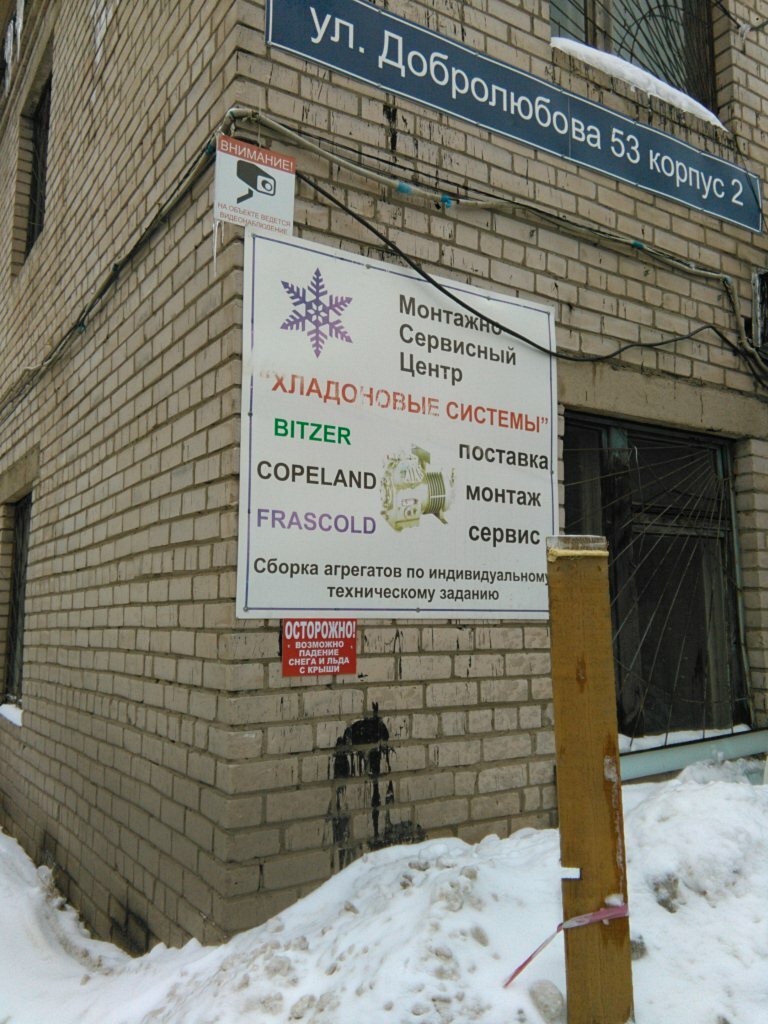 ул. Добролюбова 53 корпус 2
ВНИМАНИЕ!
НА ОБЪЕКТЕ ВЕДЕТСЯ
ВИДЕОНАБЛЮДЕНИЕ
Монтажно
Сервисный
Центр
"ХЛАДОНОВЫЕ СИСТЕМЫ"
BITZER
COPELAND
FRASCOLD
поставка
монтаж
сервис
Сборка агрегатов по индивидуальному
техническому заданию
ОСТОРОЖНО!
ВОЗМОЖНО
ПАДЕНИЕ
СНЕГА И ЛЬДА
С КРЫШИ